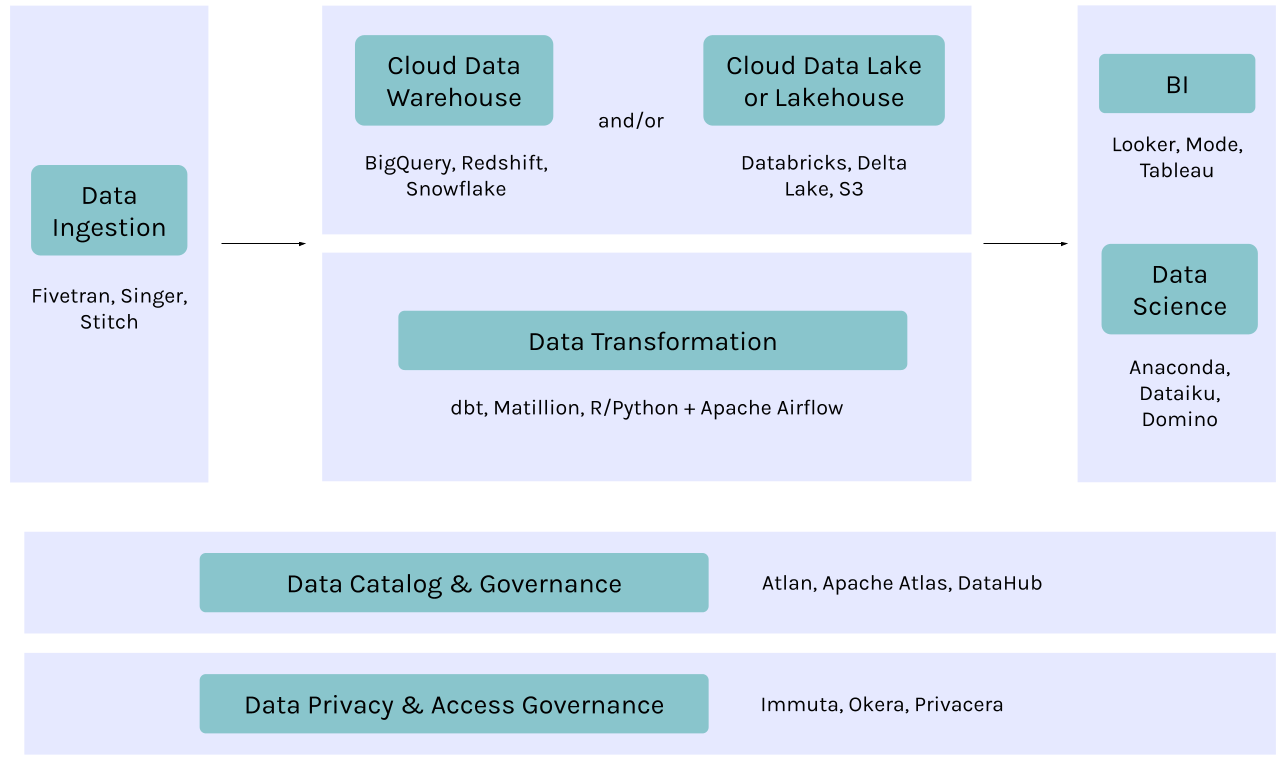 Data
Ingestion
Fivetran, Singer,
Stitch
Cloud Data
Warehouse
BigQuery, Redshift,
Snowflake
and/or
Cloud Data Lake
or Lakehouse
Databricks, Delta
Lake, S3
Data Transformation
dbt, Matillion, R/Python + Apache Airflow
BI
Looker, Mode,
Tableau
Data
Science
Anaconda,
Dataiku,
Domino
Data Catalog & Governance
Atlan, Apache Atlas, DataHub
Data Privacy & Access Governance
Immuta, Okera, Privacera